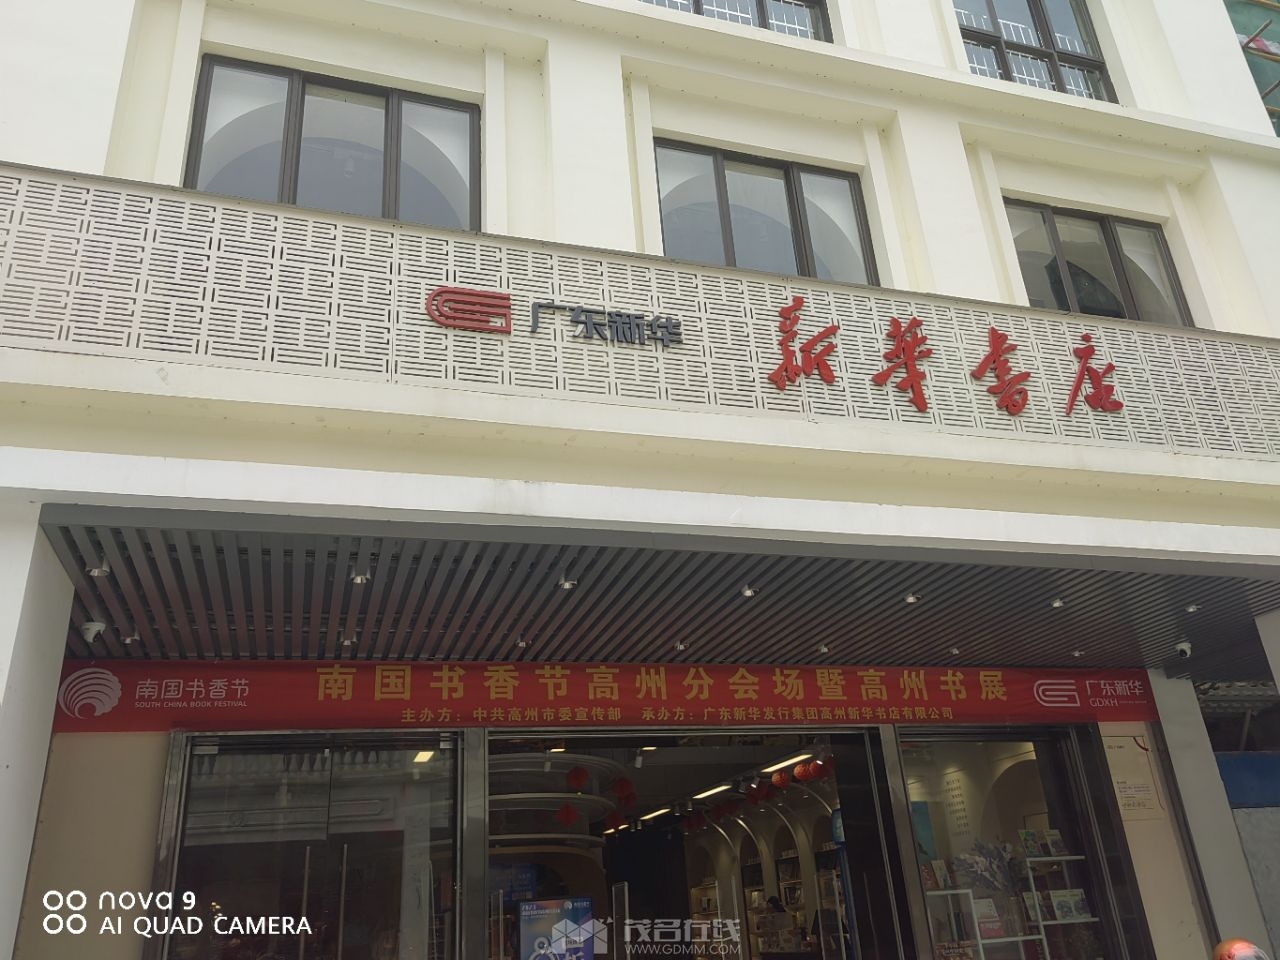 广东新华
新华书店
南国书香节
SOUTH CHINA BOOK FESTIVAL
南国书香节高州分会场暨高州书展
主办方：中共高州市委宣传部 承办方：广东新华发行集团高州新华书店有限公司
广东新华
GDXH
nova 9
AI QUAD CAMERA
茂名在线
WWW.GDMM.COM